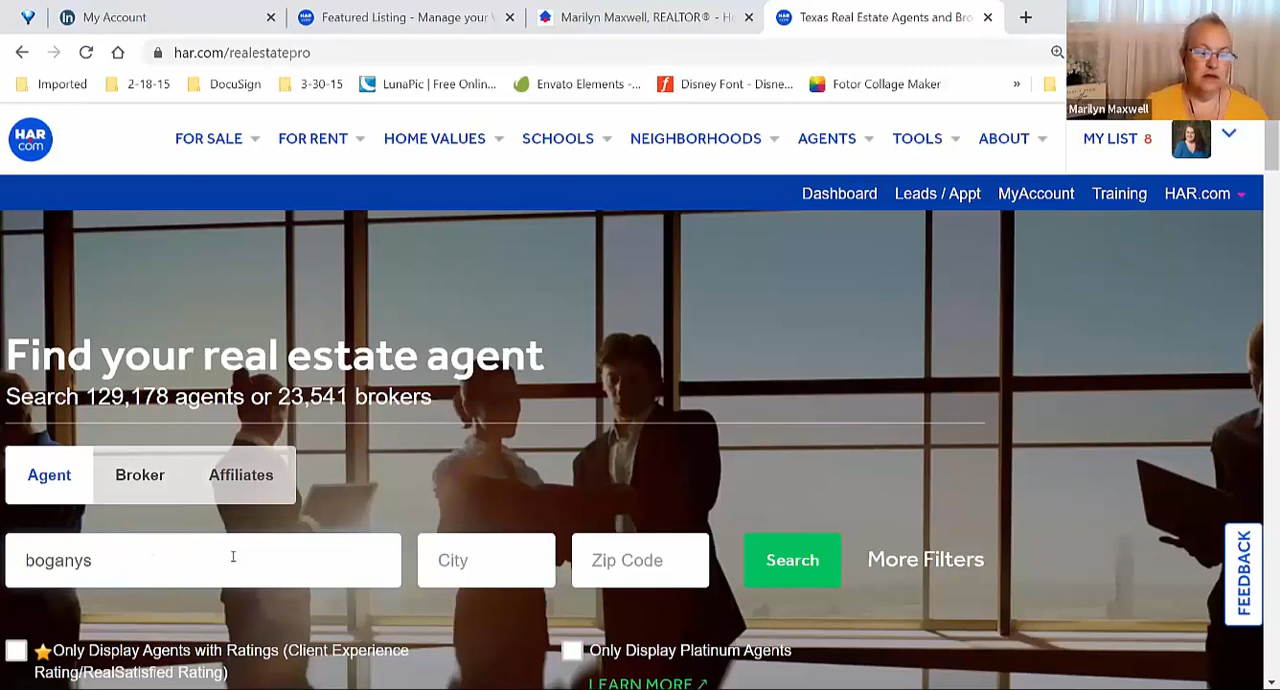 My Account
Featured Listing - Manage your
Marilyn Maxwell, REALTOR® - H
Texas Real Estate Agents and Bro
har.com/realestatepro
Imported
2-18-15
DocuSign
3-30-15
LunaPic | Free Onlin...
Envato Elements -...
Disney Font - Disne...
Fotor Collage Maker
»
Marilyn Maxwell
HAR
com
FOR SALE
FOR RENT
HOME VALUES
SCHOOLS
NEIGHBORHOODS
AGENTS
TOOLS
ABOUT
MY LIST 8
Dashboard
Leads / Appt
MyAccount
Training
HAR.com
Find your real estate agent
Search 129,178 agents or 23,541 brokers
Agent
Broker
Affiliates
boganys
City
Zip Code
Search
More Filters
FEEDBACK
Only Display Agents with Ratings (Client Experience
Rating/RealSatisfied Rating)
Only Display Platinum Agents
LEARN MORE ↗